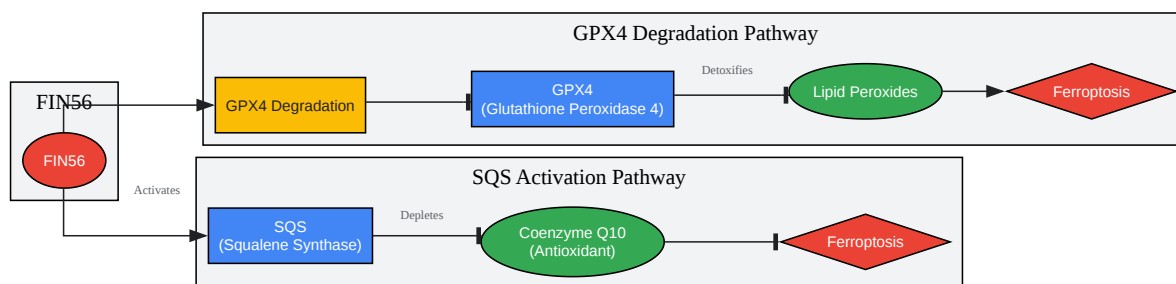 GPX4 Degradation Pathway
FIN56
GPX4 Degradation
GPX4
(Glutathione Peroxidase 4)
Detoxifies
Lipid Peroxides
Ferroptosis
FIN56
Activates
SQS Activation Pathway
SQS
(Squalene Synthase)
Depletes
Coenzyme Q10
(Antioxidant)
Ferroptosis